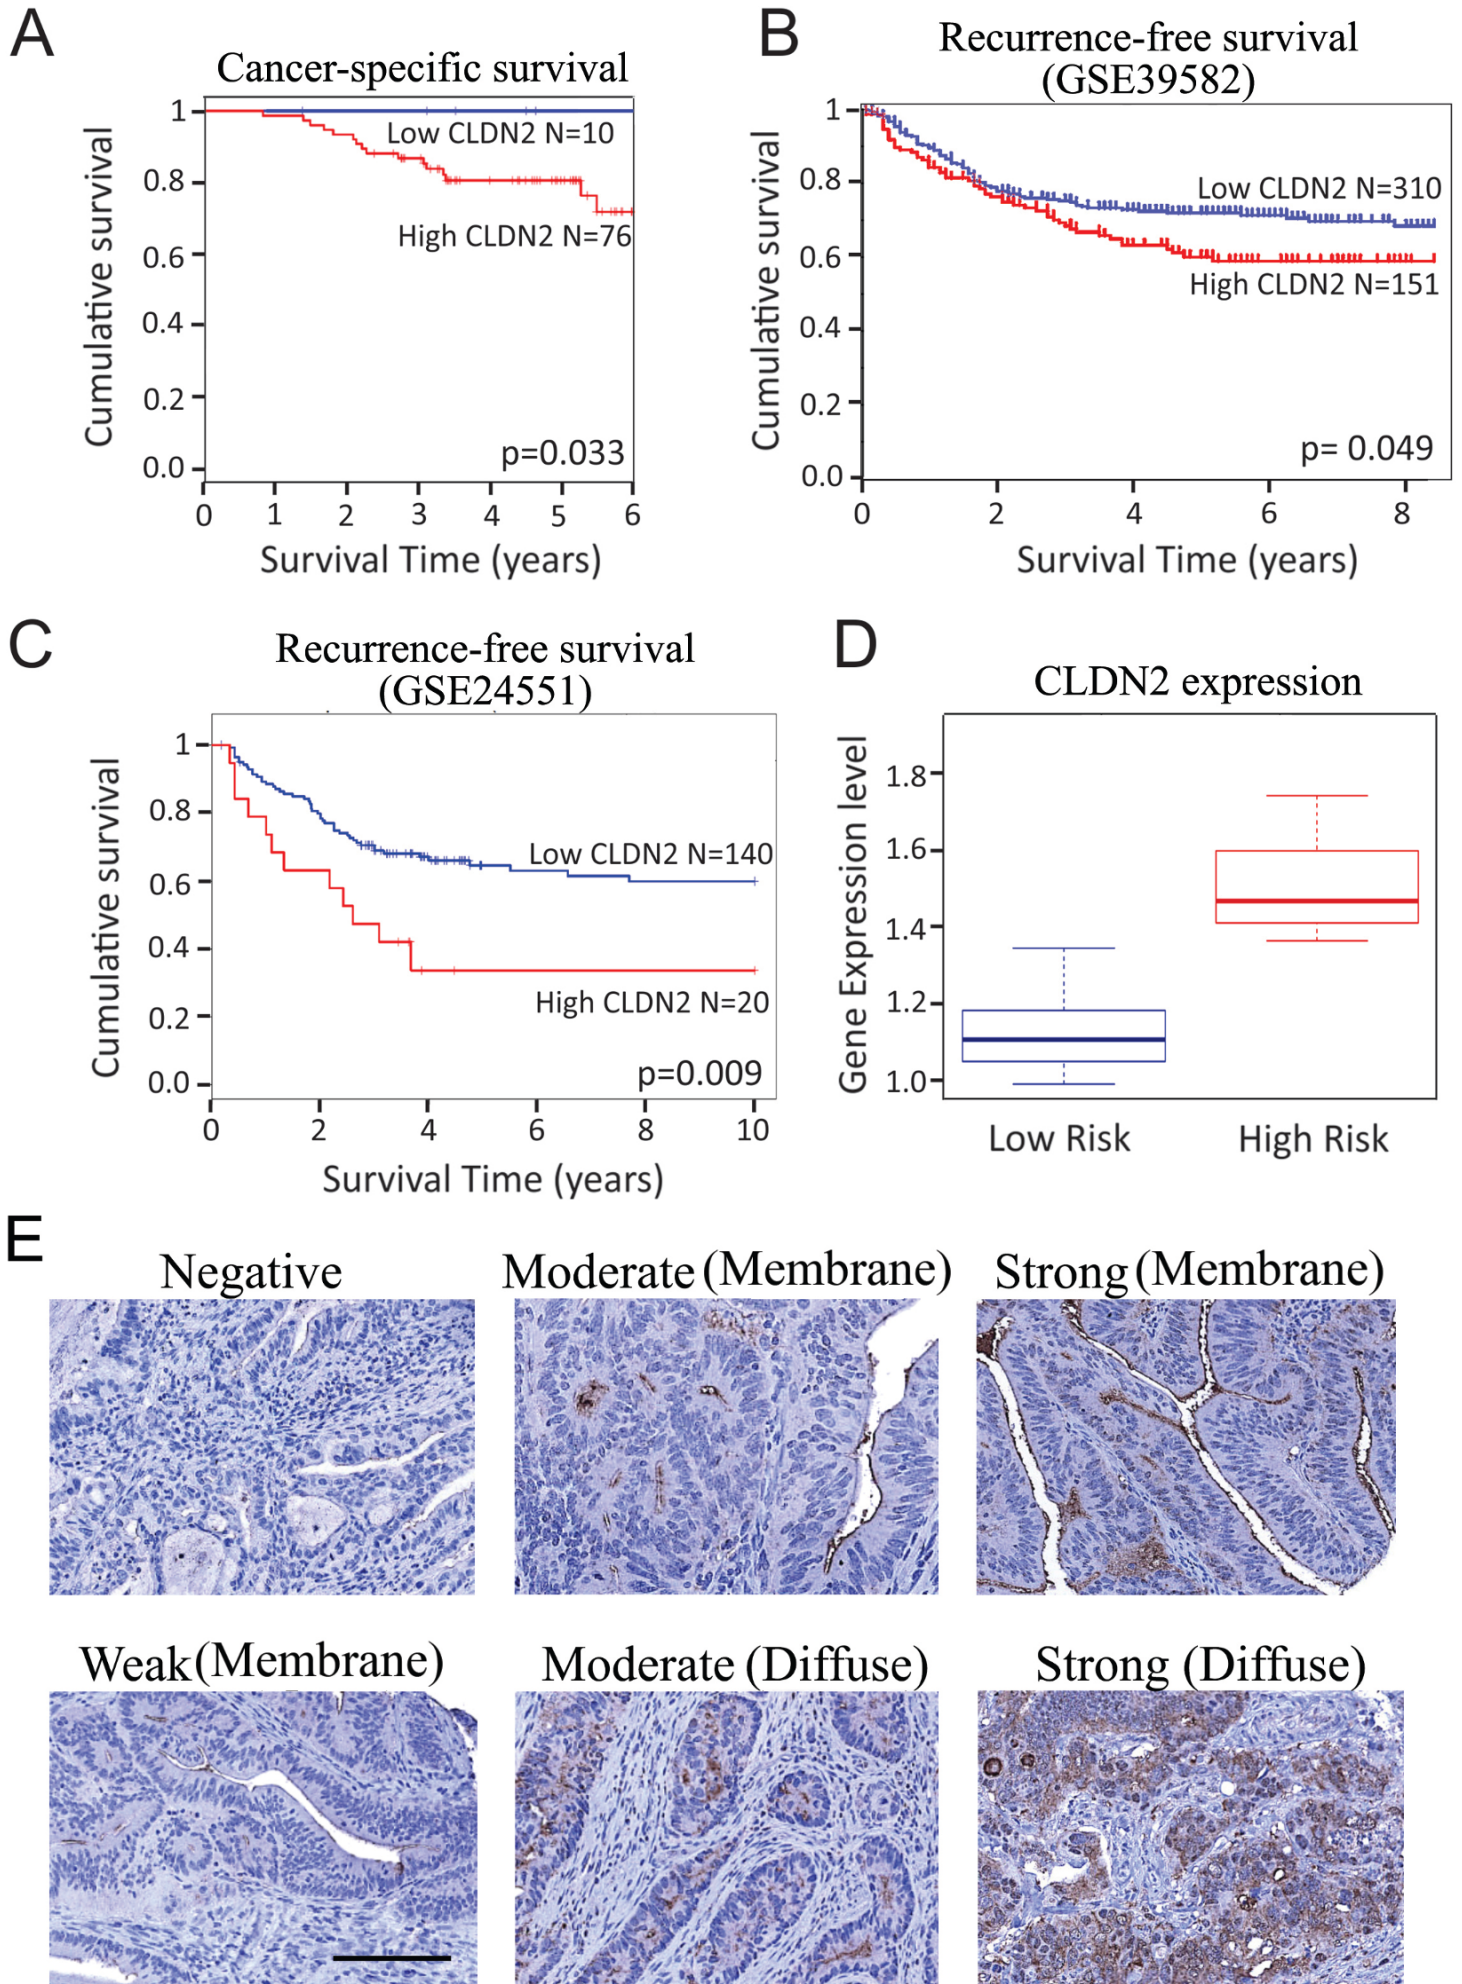 A
Cancer-specific survival
Cumulative survival
1
0.8
0.6
0.4
0.2
0.0
Low CLDN2 N=10
High CLDN2 N=76
p=0.033
0 1 2 3 4 5 6
Survival Time (years)
B
Recurrence-free survival
(GSE39582)
Cumulative survival
1
0.8
0.6
0.4
0.2
0.0
Low CLDN2 N=310
High CLDN2 N=151
p= 0.049
0 2 4 6 8
Survival Time (years)
C
Recurrence-free survival
(GSE24551)
Cumulative survival
1
0.8
0.6
0.4
0.2
0.0
Low CLDN2 N=140
High CLDN2 N=20
p=0.009
0 2 4 6 8 10
Survival Time (years)
D
CLDN2 expression
Gene Expression level
1.8
1.6
1.4
1.2
1.0
Low Risk High Risk
E
Negative
Moderate (Membrane)
Strong (Membrane)
Weak (Membrane)
Moderate (Diffuse)
Strong (Diffuse)